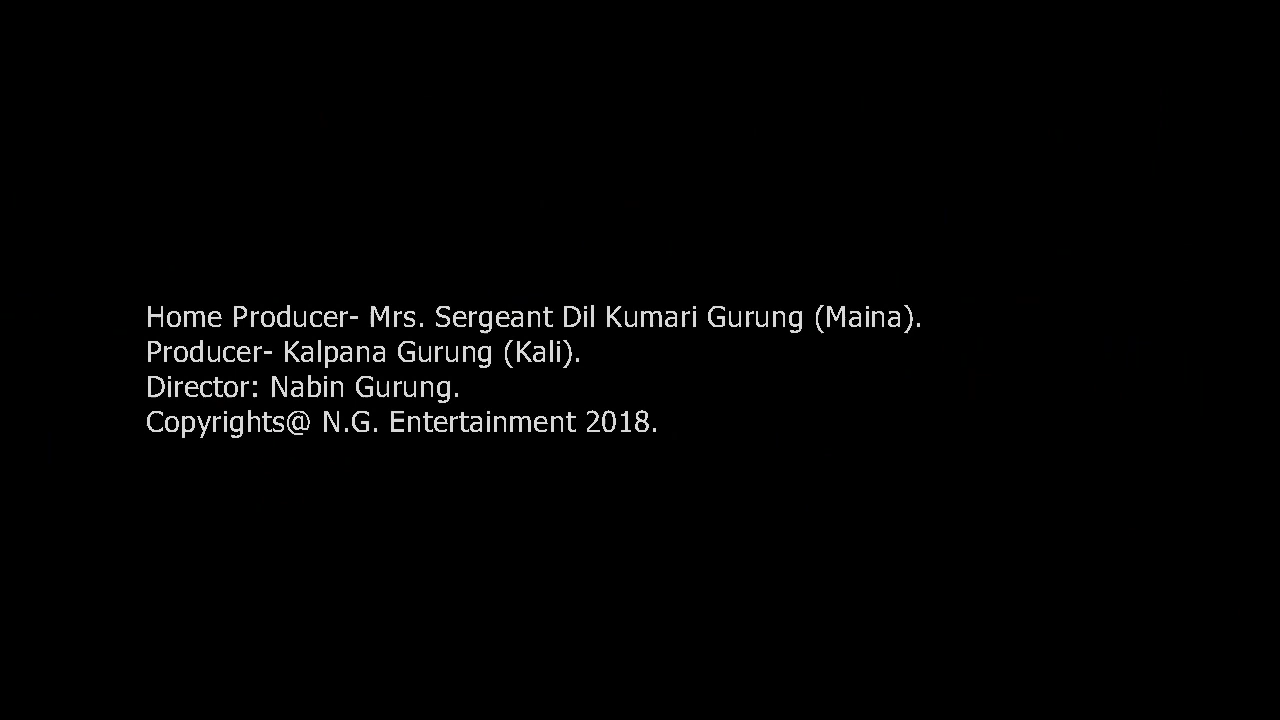 Home Producer- Mrs. Sergeant Dil Kumari Gurung (Maina).
Producer- Kalpana Gurung (Kali).
Director: Nabin Gurung.
Copyrights@ N.G. Entertainment 2018.